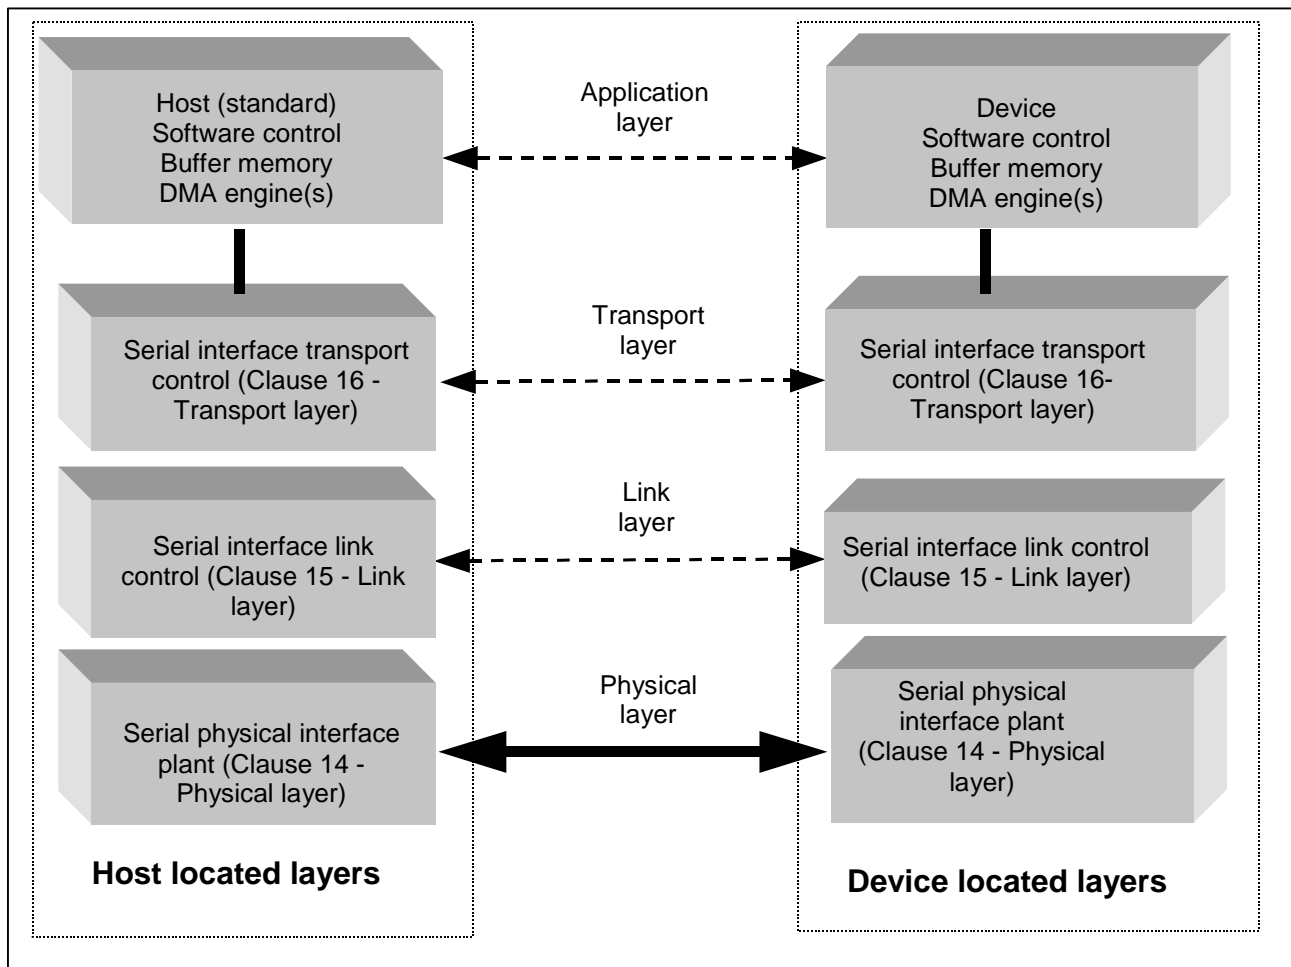 Host (standard)
Software control
Buffer memory
DMA engine(s)
Application
layer
Device
Software control
Buffer memory
DMA engine(s)
Serial interface transport
control (Clause 16 -
Transport layer)
Transport
layer
Serial interface transport
control (Clause 16-
Transport layer)
Serial interface link
control (Clause 15 - Link
layer)
Link
layer
Serial interface link control
(Clause 15 - Link layer)
Serial physical interface
plant (Clause 14 -
Physical layer)
Physical
layer
Serial physical
interface plant
(Clause 14 - Physical
layer)
Host located layers
Device located layers